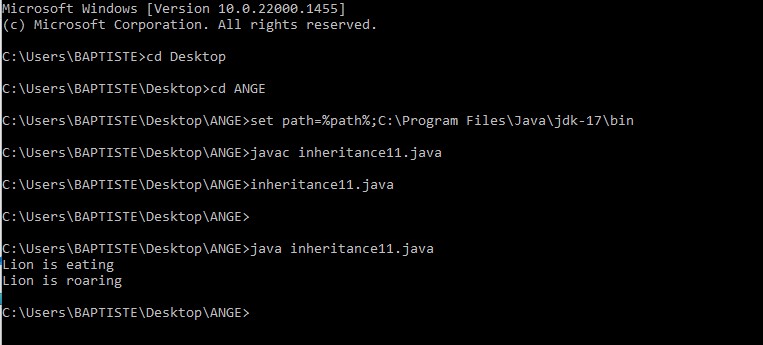 Microsoft Windows [Version 10.0.22000.1455]
(c) Microsoft Corporation. All rights reserved.
C:\Users\BAPTISTE>cd Desktop
C:\Users\BAPTISTE\Desktop>cd ANGE
C:\Users\BAPTISTE\Desktop\ANGE>set path=%path%;C:\Program Files\Java\jdk-17\bin
C:\Users\BAPTISTE\Desktop\ANGE>javac inheritance11.java
C:\Users\BAPTISTE\Desktop\ANGE>inheritance11.java
C:\Users\BAPTISTE\Desktop\ANGE>
C:\Users\BAPTISTE\Desktop\ANGE>java inheritance11.java
Lion is eating
Lion is roaring
C:\Users\BAPTISTE\Desktop\ANGE>